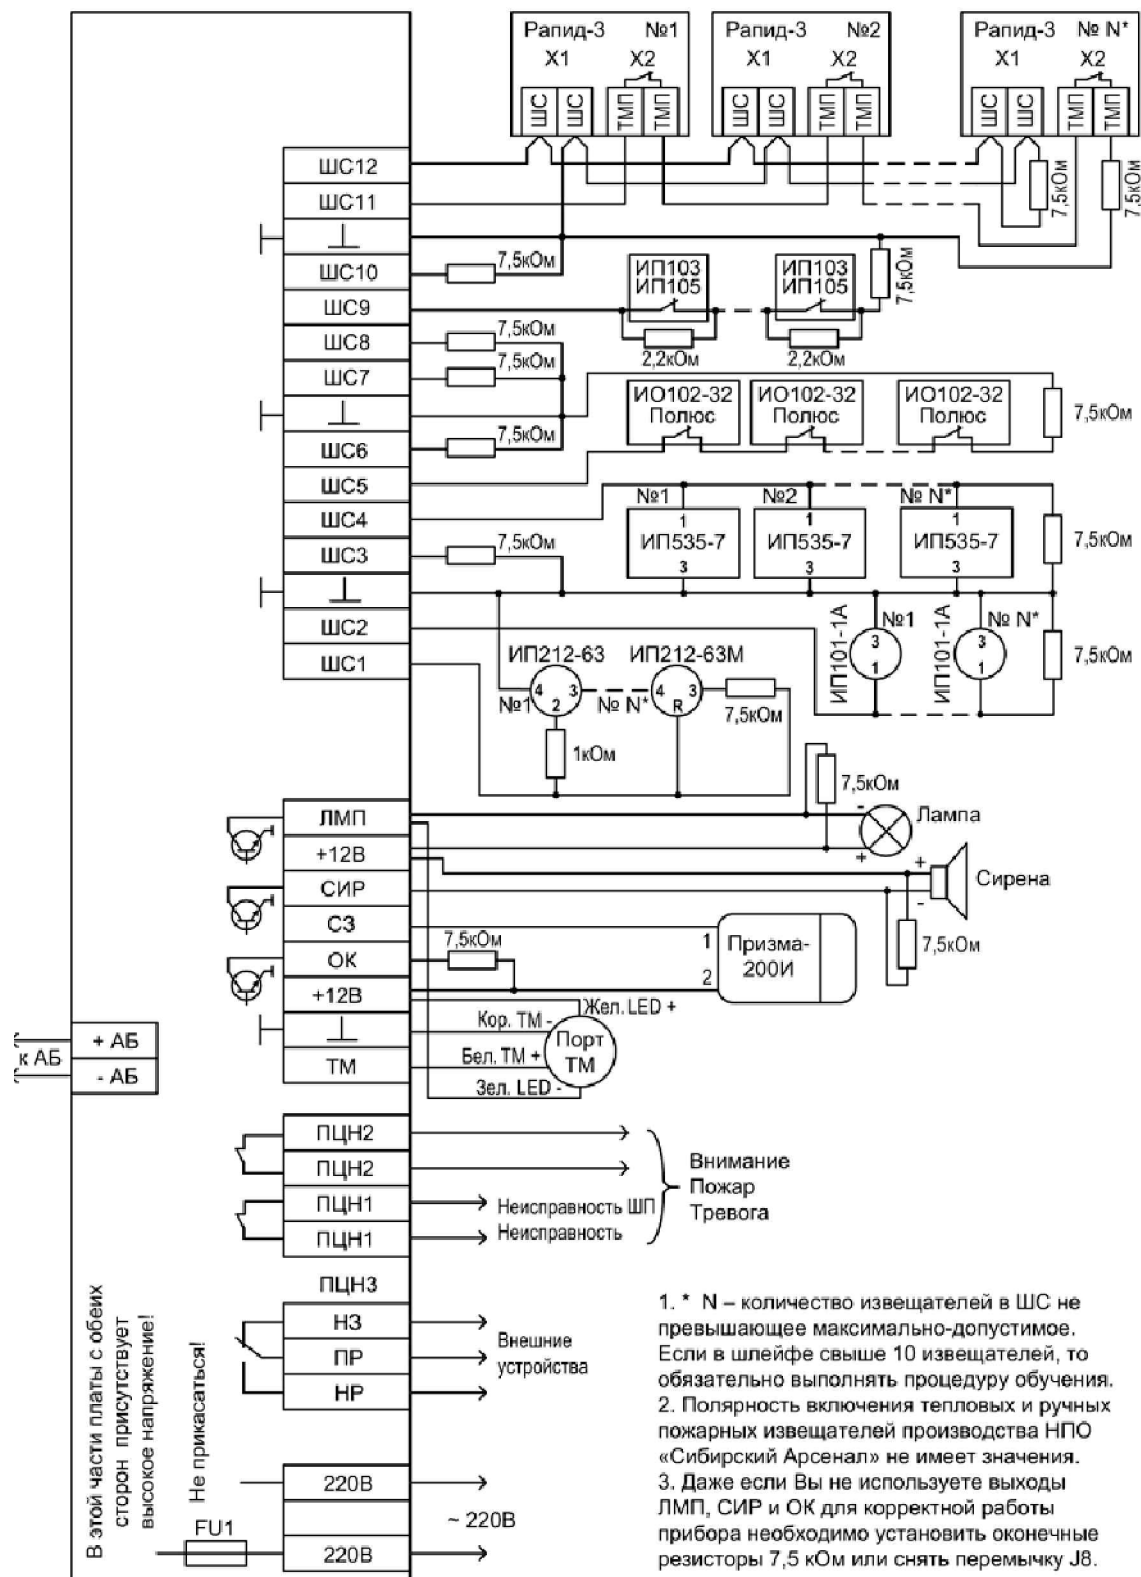 Рапид-3 №1
X1 X2
ШС ШС ТМП ТМП
Рапид-3 №2
X1 X2
ШС ШС ТМП ТМП
Рапид-3 № N*
X1 X2
ШС ШС ТМП ТМП
7,5кОм
7,5кОм
ШС12
ШС11
ШС10
7,5кОм
ИП103
ИП105
ИП103
ИП105
7,5кОм
ШС9
2,2кОм
2,2кОм
ШС8
7,5кОм
ШС7
7,5кОм
ИО102-32
Полюс
ИО102-32
Полюс
ИО102-32
Полюс
7,5кОм
ШС6
7,5кОм
ШС5
ШС4
№1
1
ИП535-7
3
№2
1
ИП535-7
3
№ N*
1
ИП535-7
3
7,5кОм
ШС3
7,5кОм
ШС2
ШС1
ИП101-1А
№1
3
1
ИП101-1А
№ N*
3
1
7,5кОм
ИП212-63
№1
4 3
2
1кОм
ИП212-63М
№ N*
4 3
R
7,5кОм
ЛМП
7,5кОм
-
+
Лампа
+12В
СИР
+
-
Сирена
7,5кОм
СЗ
ОК
7,5кОм
1
2
Призма-
200И
+12В
Жел. LED +
Кор. ТМ -
Бел. ТМ +
Зел. LED -
Порт
ТМ
ТМ
к АБ
+ АБ
- АБ
ПЦН2
ПЦН2
ПЦН1
ПЦН1
Неисправность ШП
Неисправность
Внимание
Пожар
Тревога
ПЦН3
НЗ
ПР
НР
Внешние
устройства
В этой части платы с обеих
сторон присутствует
высокое напряжение!
Не прикасаться!
220В
FU1
220В
~ 220В
1. * N – количество извещателей в ШС не
превышающее максимально-допустимое.
Если в шлейфе свыше 10 извещателей, то
обязательно выполнять процедуру обучения.
2. Полярность включения тепловых и ручных
пожарных извещателей производства НПО
«Сибирский Арсенал» не имеет значения.
3. Даже если Вы не используете выходы
ЛМП, СИР и ОК для корректной работы
прибора необходимо установить оконечные
резисторы 7,5 кОм или снять перемычку J8.